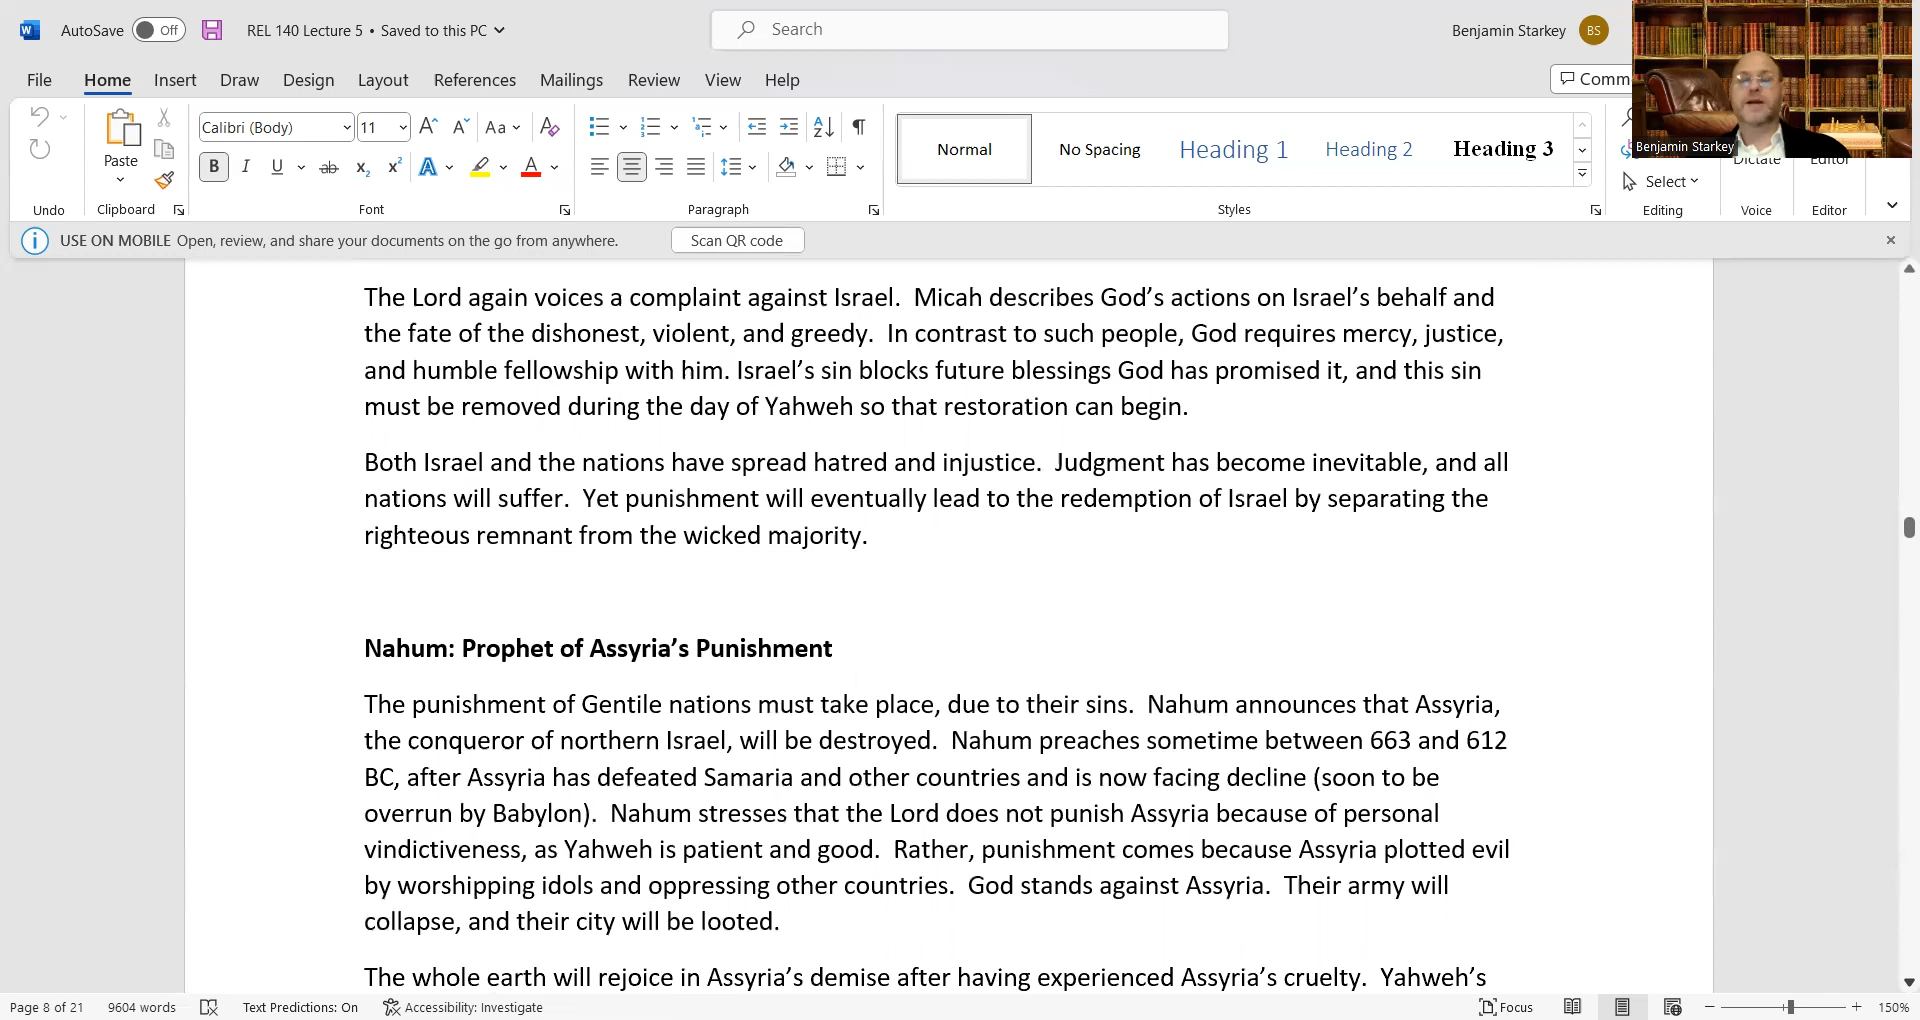 AutoSave Off REL 140 Lecture 5 • Saved to this PC Search Benjamin Starkey BS
File Home Insert Draw Design Layout References Mailings Review View Help
Calibri (Body) 11 Aa
Paste
B I U ab x2 x2 A A
Normal No Spacing Heading 1 Heading 2 Heading 3
Benjamin Starkey
Dictate Editor
Select
Undo Clipboard Font Paragraph Styles Editing Voice Editor
USE ON MOBILE Open, review, and share your documents on the go from anywhere. Scan QR code
The Lord again voices a complaint against Israel.  Micah describes God’s actions on Israel’s behalf and
the fate of the dishonest, violent, and greedy.  In contrast to such people, God requires mercy, justice,
and humble fellowship with him. Israel’s sin blocks future blessings God has promised it, and this sin
must be removed during the day of Yahweh so that restoration can begin.
Both Israel and the nations have spread hatred and injustice.  Judgment has become inevitable, and all
nations will suffer.  Yet punishment will eventually lead to the redemption of Israel by separating the
righteous remnant from the wicked majority.
Nahum: Prophet of Assyria’s Punishment
The punishment of Gentile nations must take place, due to their sins.  Nahum announces that Assyria,
the conqueror of northern Israel, will be destroyed.  Nahum preaches sometime between 663 and 612
BC, after Assyria has defeated Samaria and other countries and is now facing decline (soon to be
overrun by Babylon).  Nahum stresses that the Lord does not punish Assyria because of personal
vindictiveness, as Yahweh is patient and good.  Rather, punishment comes because Assyria plotted evil
by worshipping idols and oppressing other countries.  God stands against Assyria.  Their army will
collapse, and their city will be looted.
The whole earth will rejoice in Assyria’s demise after having experienced Assyria’s cruelty.  Yahweh’s
Page 8 of 21 9604 words Text Predictions: On Accessibility: Investigate Focus 150%